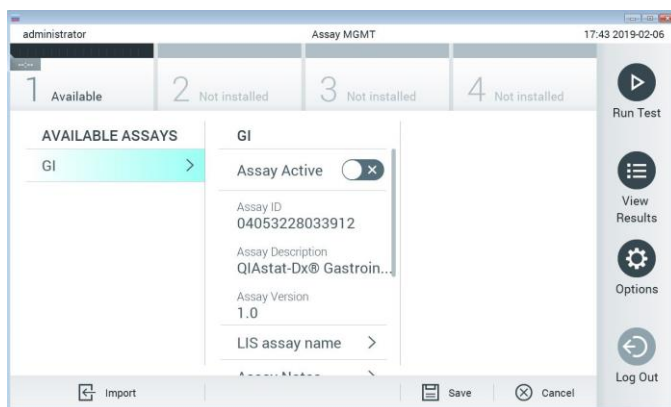 administrator Assay MGMT 17:43 2019-02-06
--:--
1 Available 2 Not installed 3 Not installed 4 Not installed
Run Test
AVAILABLE ASSAYS
GI
GI
Assay Active
Assay ID
04053228033912
Assay Description
QIAstat-Dx® Gastroin...
Assay Version
1.0
LIS assay name
Assay Notes
View
Results
Options
Log Out
Import Save Cancel